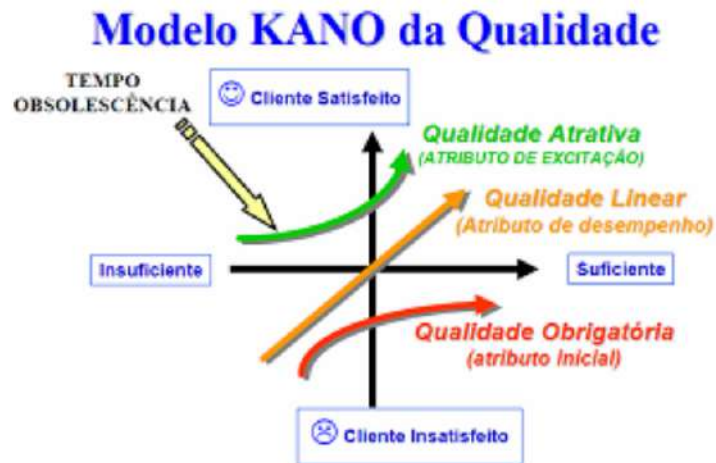 Modelo KANO da Qualidade
TEMPO
OBSOLESCÊNCIA
Cliente Satisfeito
Qualidade Atrativa
(ATRIBUTO DE EXCITAÇÃO)
Qualidade Linear
(Atributo de desempenho)
Insuficiente
Suficiente
Qualidade Obrigatória
(atributo inicial)
Cliente Insatisfeito